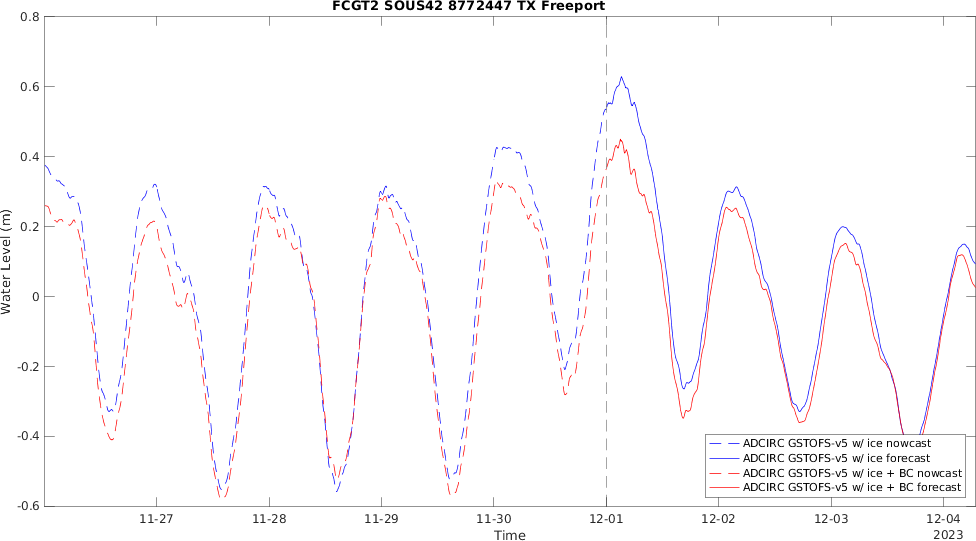 FCGT2 SOUS42 8772447 TX Freeport
Water Level (m)
0.8
0.6
0.4
0.2
0
-0.2
-0.4
-0.6
ADCIRC GSTOFS-v5 w/ ice nowcast
ADCIRC GSTOFS-v5 w/ ice forecast
ADCIRC GSTOFS-v5 w/ ice + BC nowcast
ADCIRC GSTOFS-v5 w/ ice + BC forecast
11-27 11-28 11-29 11-30 12-01 12-02 12-03 12-04
Time
2023